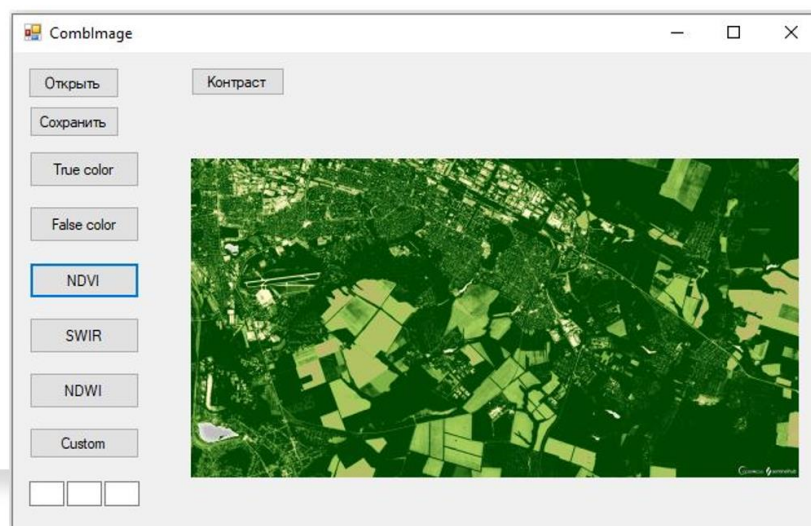 CombImage
Открыть
Контраст
Сохранить
True color
False color
NDVI
SWIR
NDWI
Custom